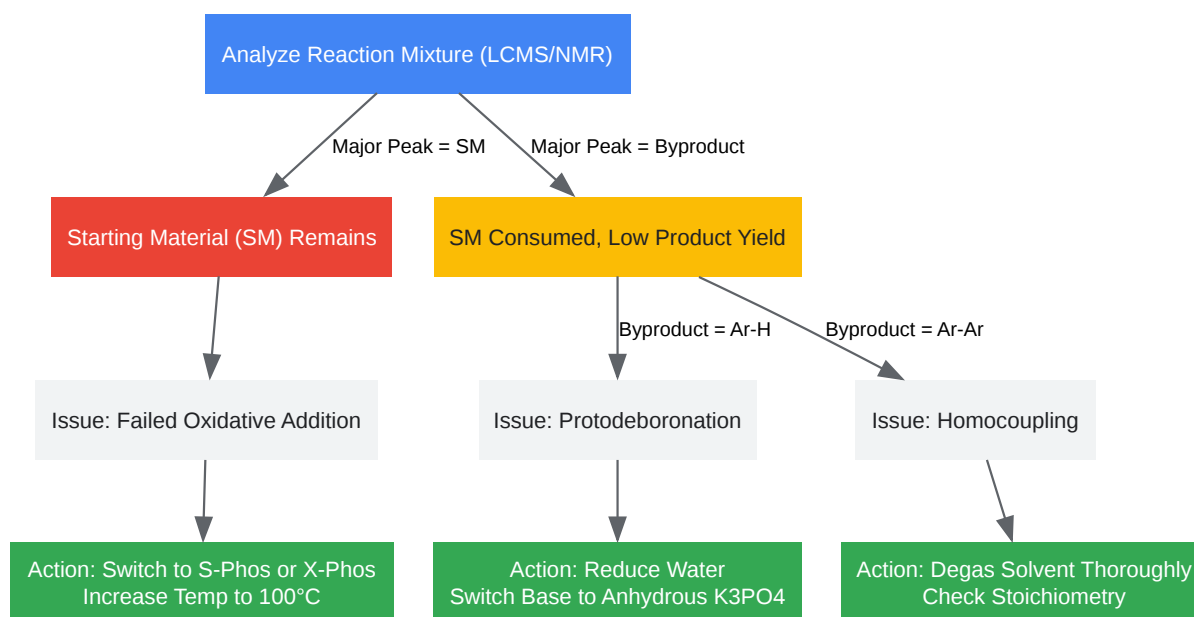 Analyze Reaction Mixture (LCMS/NMR)
Major Peak = SM
Major Peak = Byproduct
Starting Material (SM) Remains
SM Consumed, Low Product Yield
Byproduct = Ar-H
Byproduct = Ar-Ar
Issue: Failed Oxidative Addition
Issue: Protodeboronation
Issue: Homocoupling
Action: Switch to S-Phos or X-Phos
Increase Temp to 100°C
Action: Reduce Water
Switch Base to Anhydrous K3PO4
Action: Degas Solvent Thoroughly
Check Stoichiometry